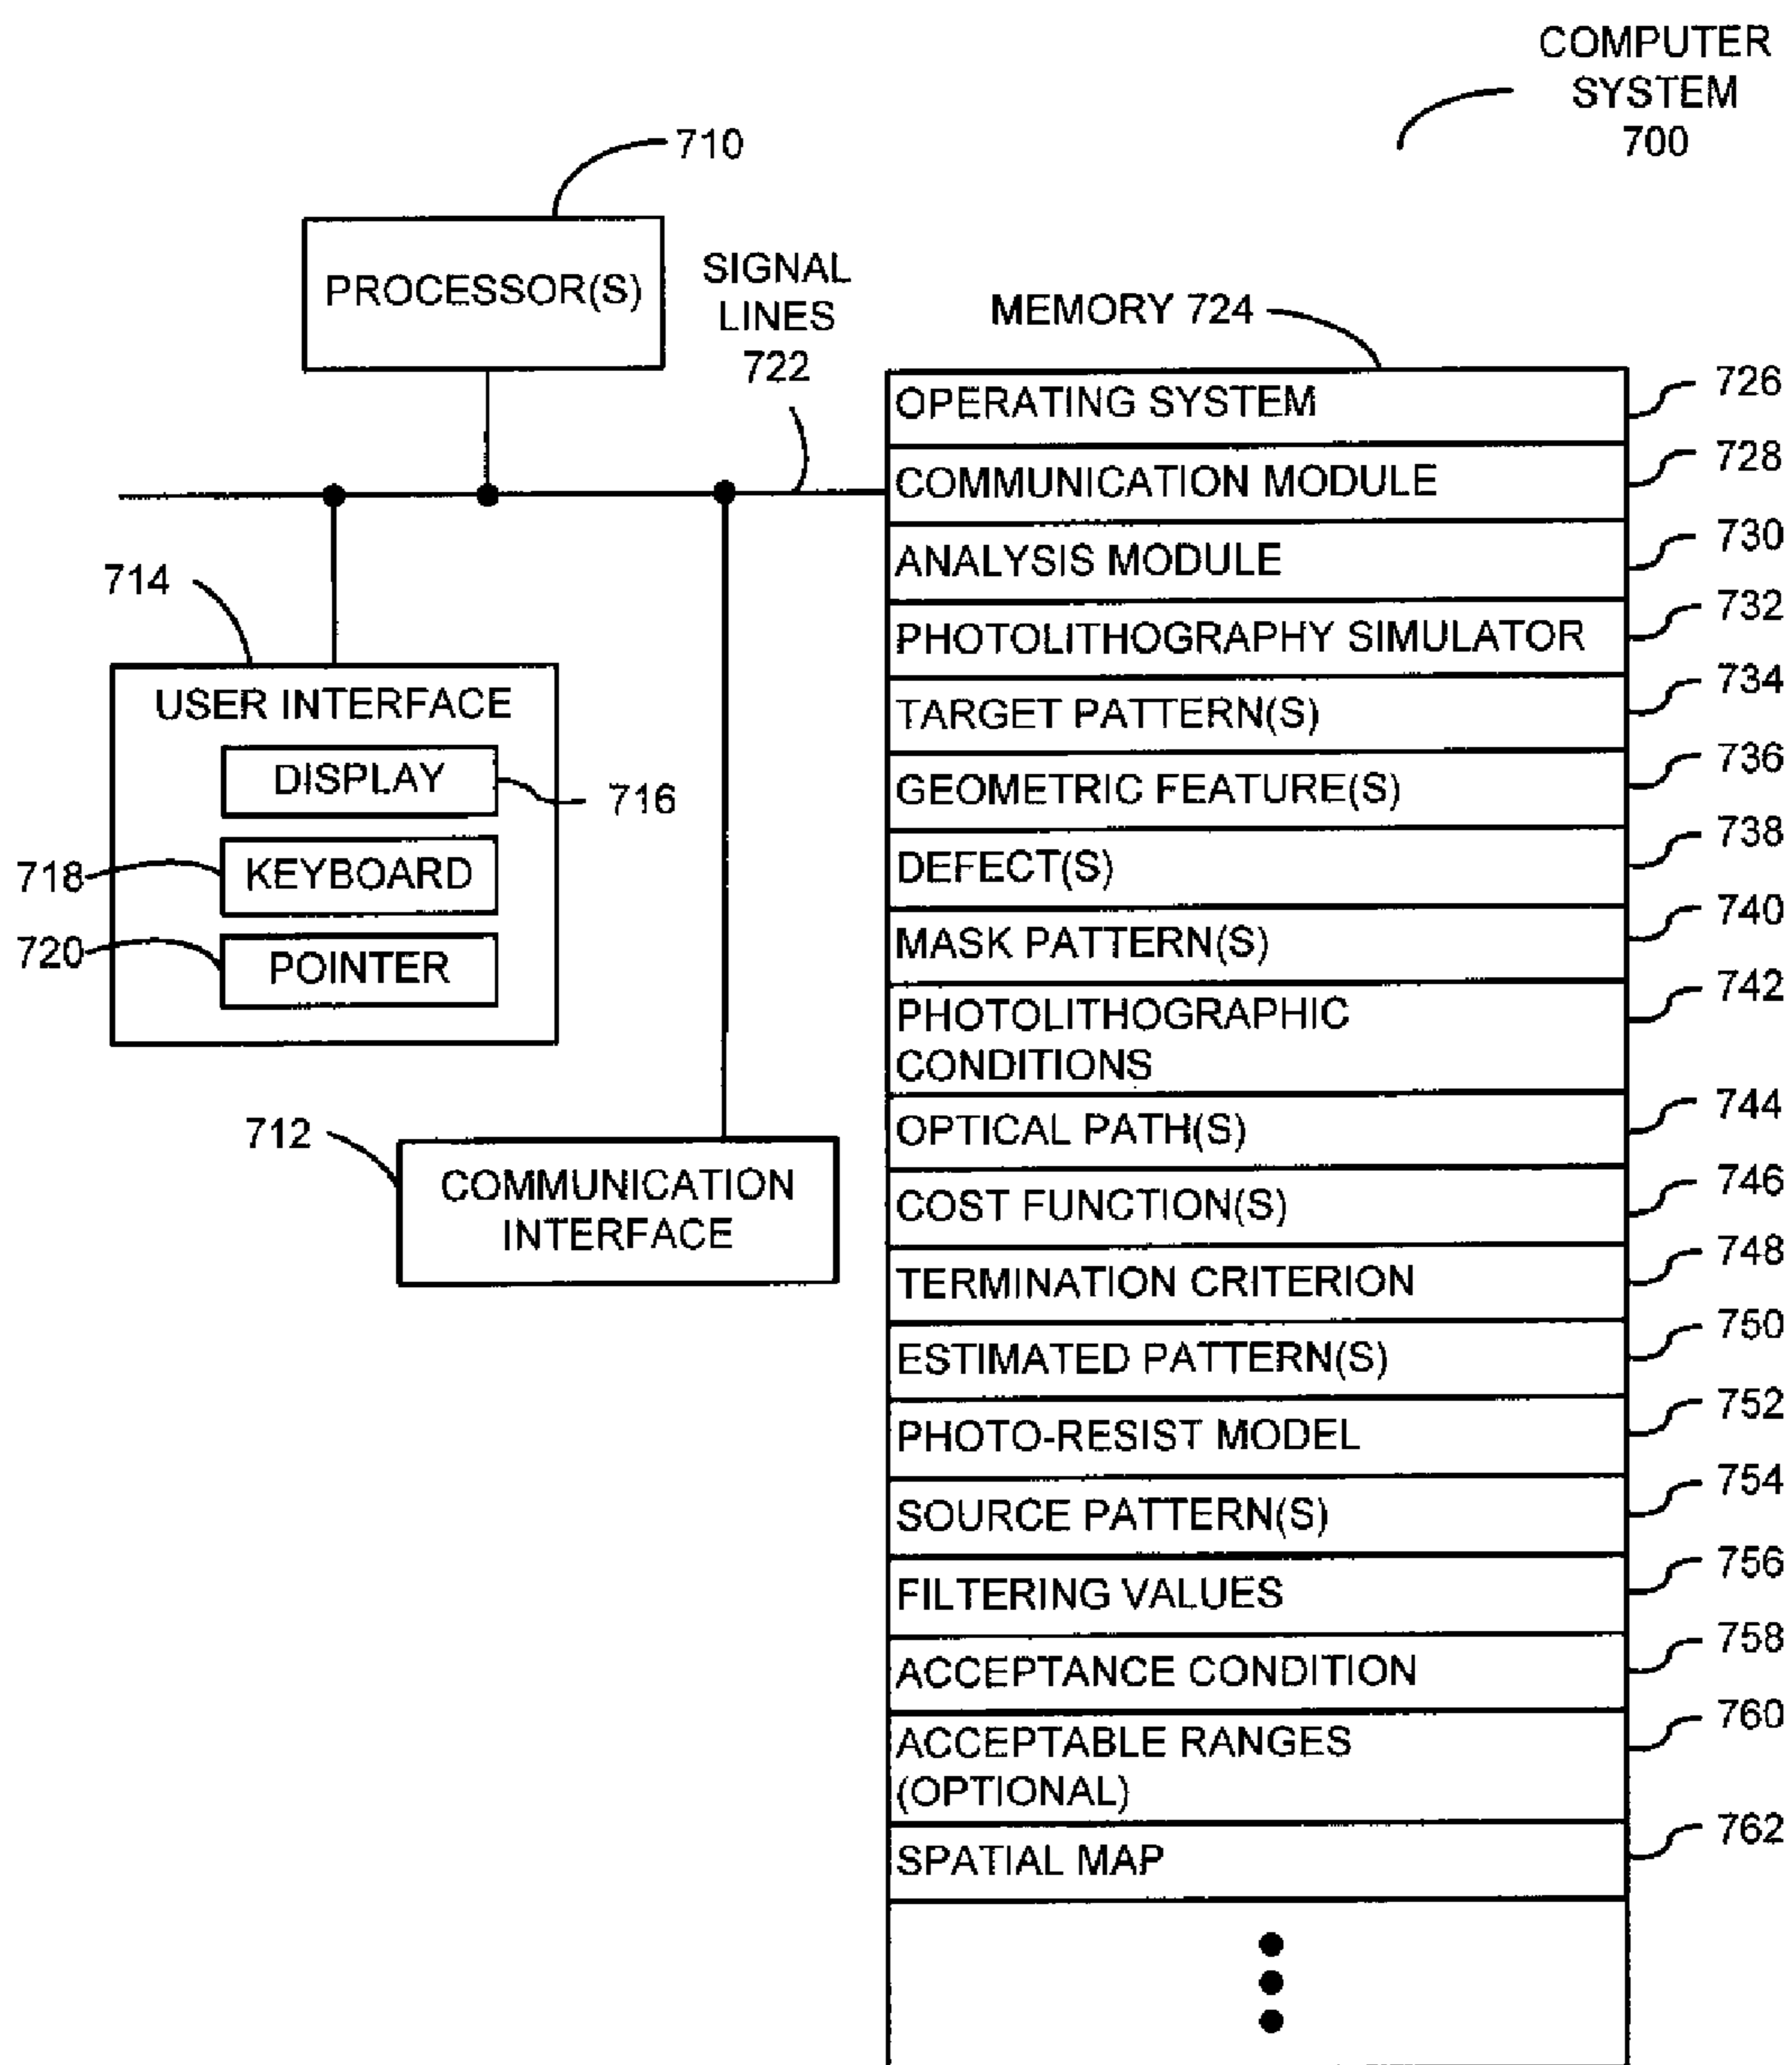 COMPUTER
SYSTEM
700
710
PROCESSOR(S)
SIGNAL
LINES
722
MEMORY 724
OPERATING SYSTEM
726
COMMUNICATION MODULE
728
ANALYSIS MODULE
730
PHOTOLITHOGRAPHY SIMULATOR
732
TARGET PATTERN(S)
734
GEOMETRIC FEATURE(S)
736
DEFECT(S)
738
MASK PATTERN(S)
740
PHOTOLITHOGRAPHIC
CONDITIONS
742
OPTICAL PATH(S)
744
COST FUNCTION(S)
746
TERMINATION CRITERION
748
ESTIMATED PATTERN(S)
750
PHOTO-RESIST MODEL
752
SOURCE PATTERN(S)
754
FILTERING VALUES
756
ACCEPTANCE CONDITION
758
ACCEPTABLE RANGES
(OPTIONAL)
760
SPATIAL MAP
762
714
USER INTERFACE
DISPLAY
716
718
KEYBOARD
720
POINTER
712
COMMUNICATION
INTERFACE